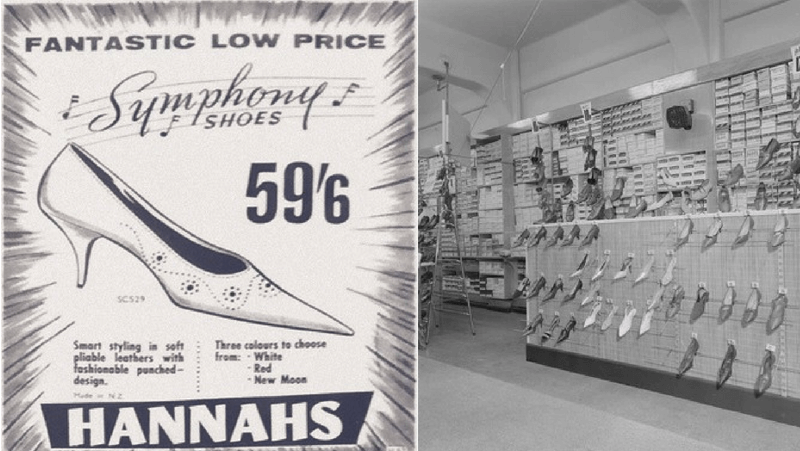 FANTASTIC LOW PRICE
Symphony
SHOES
59'6
SC529
Smart styling in soft
pliable leathers with
fashionable punched-
design.
Made in N.Z
Three colours to choose
from: - White
- Red
- New Moon
HANNAHS